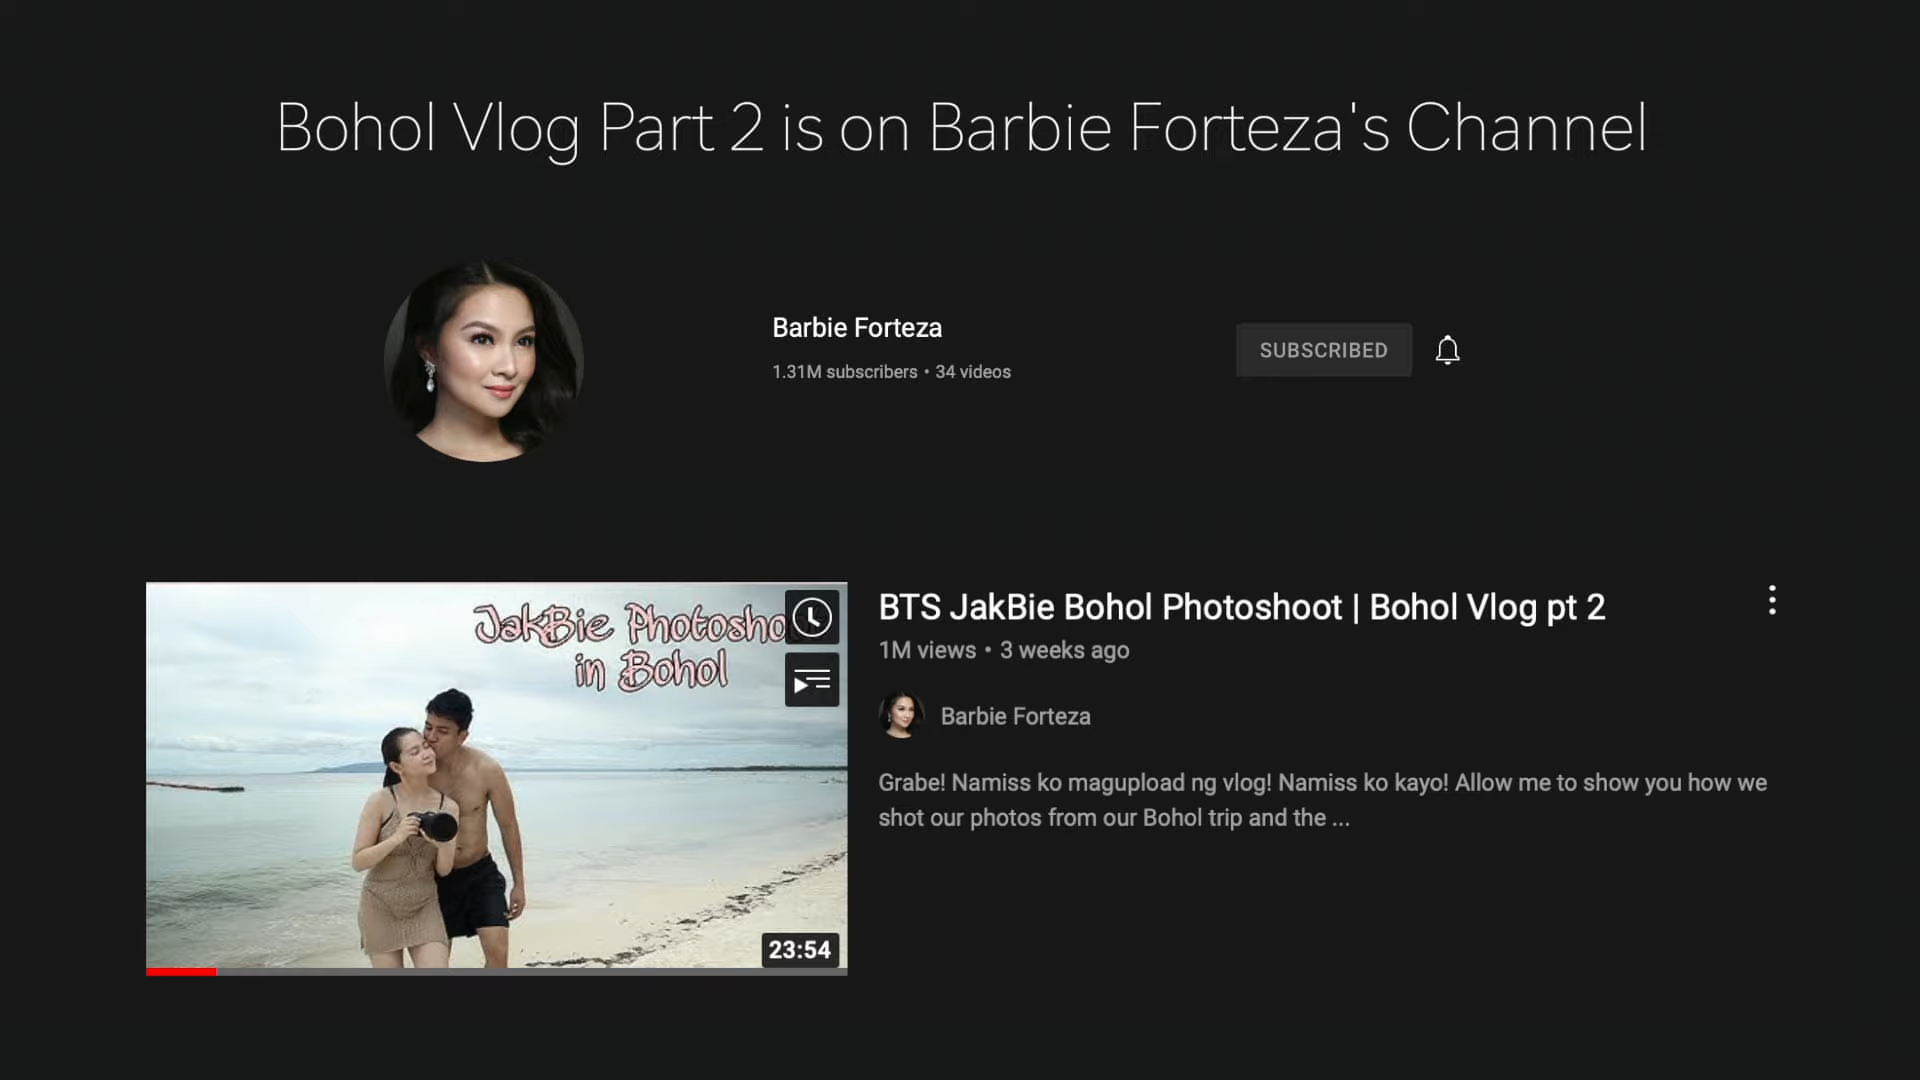 Bohol Vlog Part 2 is on Barbie Forteza's Channel
Barbie Forteza
1.31M subscribers • 34 videos
SUBSCRIBED
JakBie Photosho
in Bohol
23:54
BTS JakBie Bohol Photoshoot | Bohol Vlog pt 2
1M views • 3 weeks ago
Barbie Forteza
Grabe! Namiss ko magupload ng vlog! Namiss ko kayo! Allow me to show you how we
shot our photos from our Bohol trip and the ...